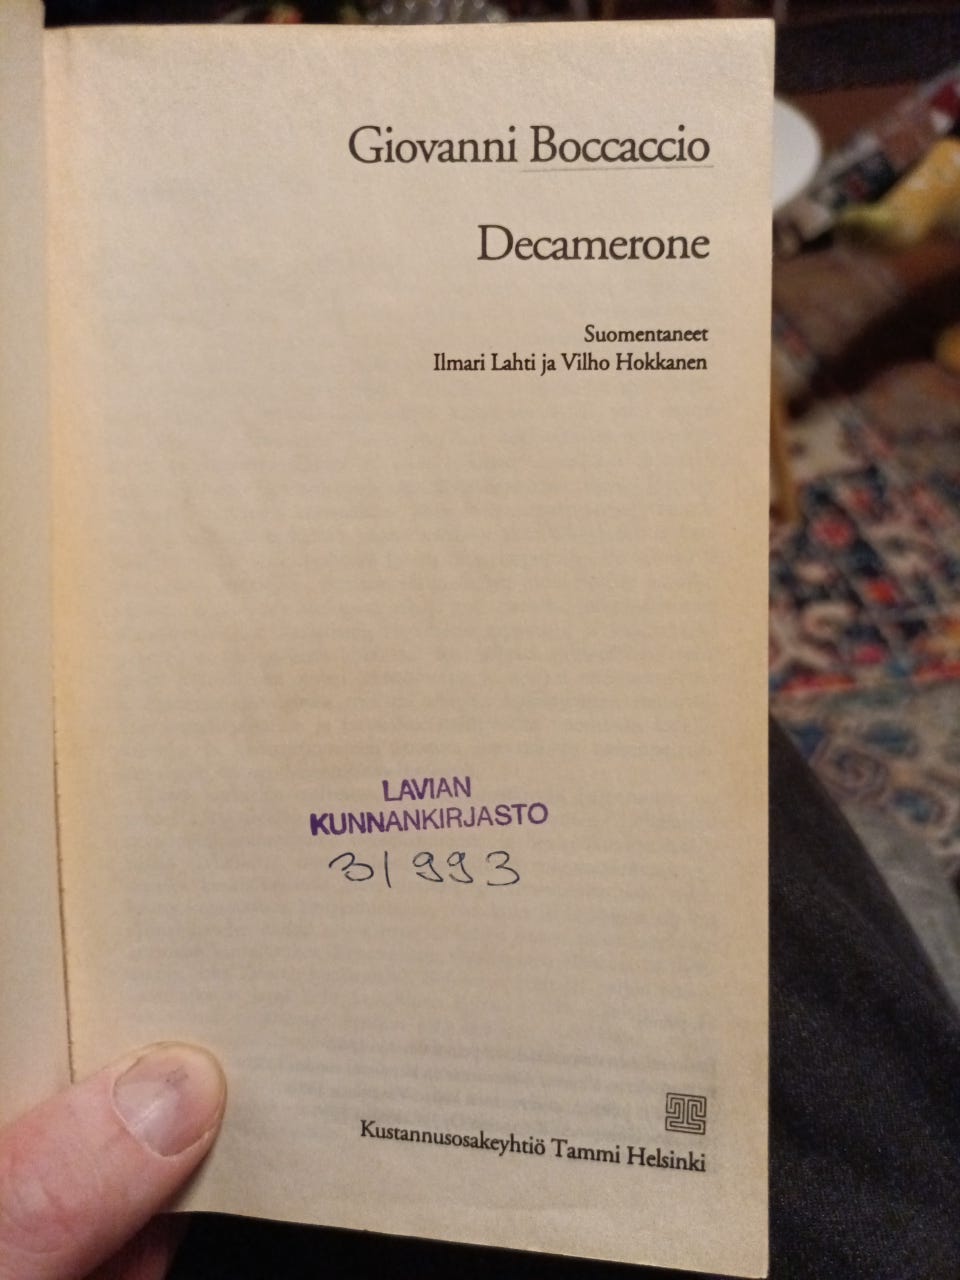 Giovanni Boccaccio
Decamerone
Suomentaneet
Ilmari Lahti ja Vilho Hokkanen
LAVIAN
KUNNANKIRJASTO
31993
Kustannusosakeyhtiö Tammi Helsinki